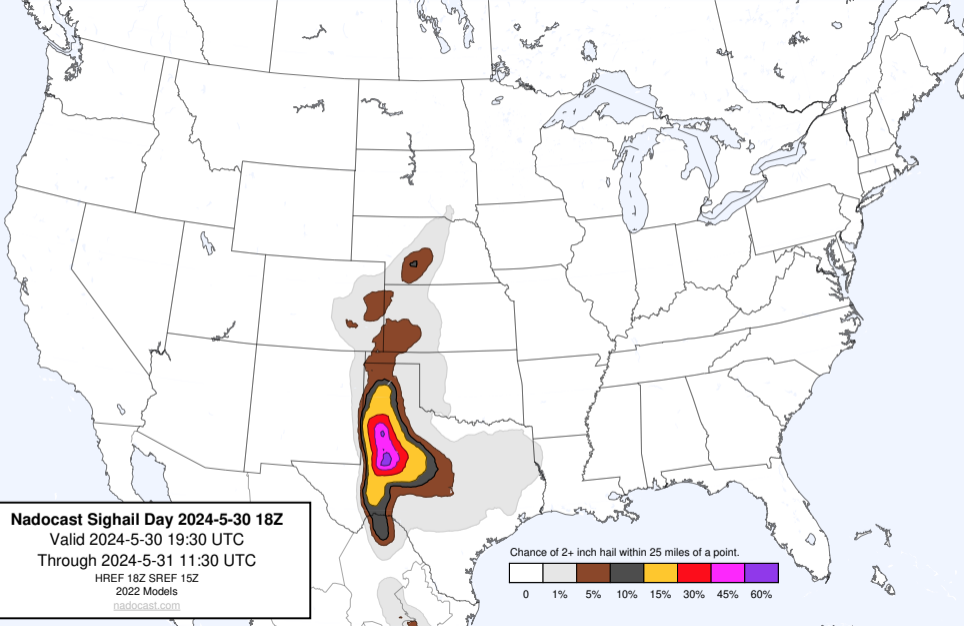 Nadocast Sighail Day 2024-5-30 18Z
Valid 2024-5-30 19:30 UTC
Through 2024-5-31 11:30 UTC
HREF 18Z SREF 15Z
2022 Models
nadocast.com
Chance of 2+ inch hail within 25 miles of a point.
0 1% 5% 10% 15% 30% 45% 60%